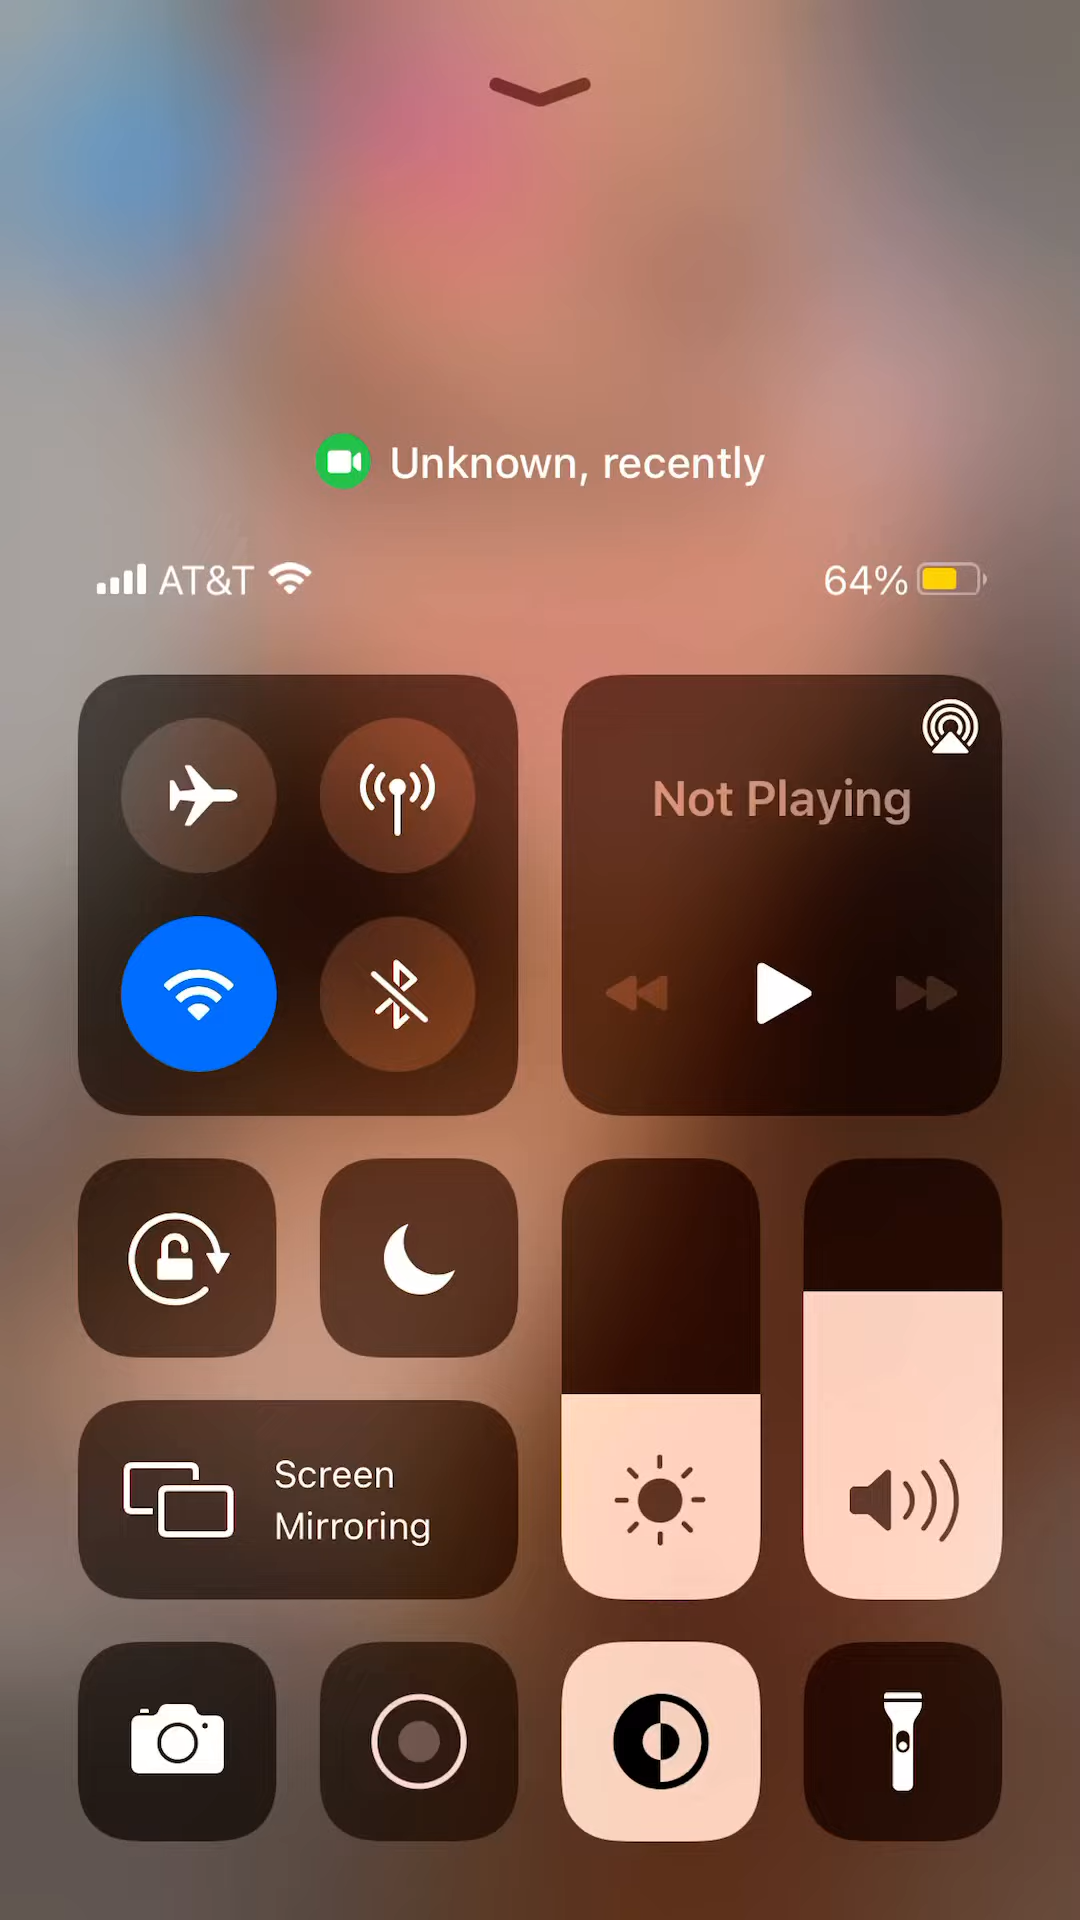 Unknown, recently
AT&T
64%
Not Playing
Screen
Mirroring